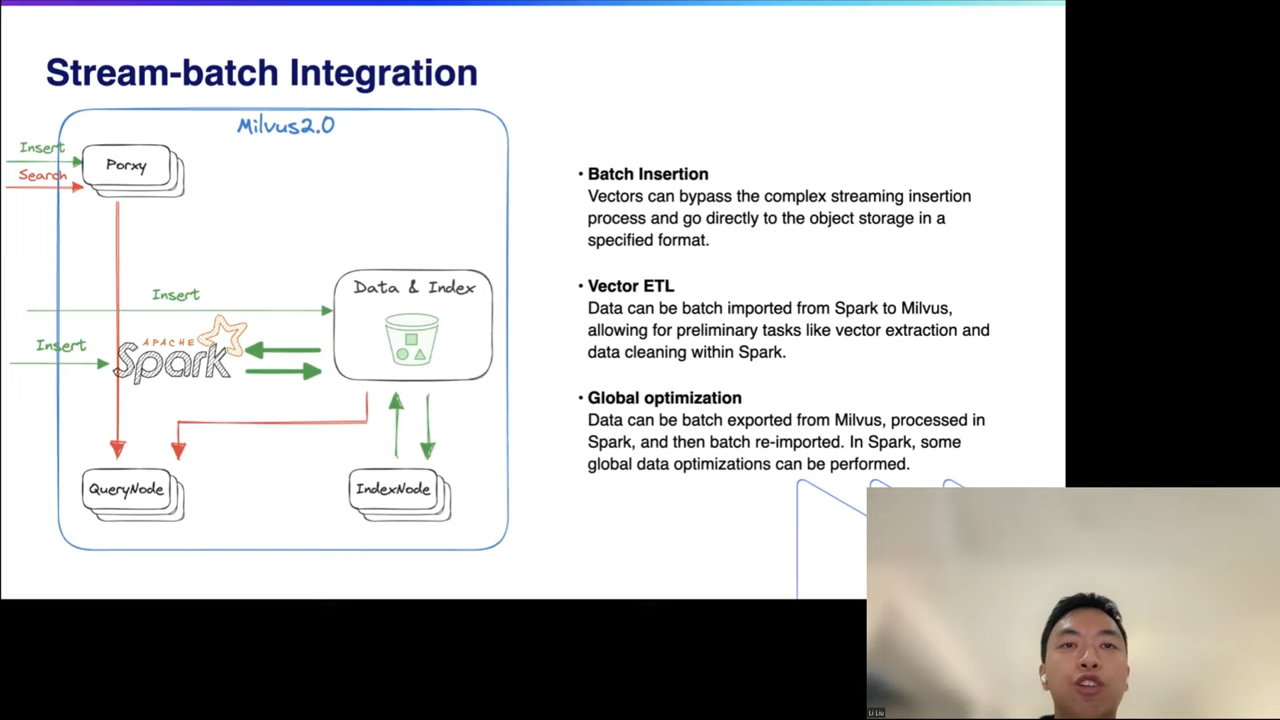 Stream-batch Integration
Milvus2.0
Insert
Porxy
Search
Insert
Data & Index
Insert
APACHE
Spark
QueryNode
IndexNode
• Batch Insertion
Vectors can bypass the complex streaming insertion
process and go directly to the object storage in a
specified format.
• Vector ETL
Data can be batch imported from Spark to Milvus,
allowing for preliminary tasks like vector extraction and
data cleaning within Spark.
• Global optimization
Data can be batch exported from Milvus, processed in
Spark, and then batch re-imported. In Spark, some
global data optimizations can be performed.
Li Liu